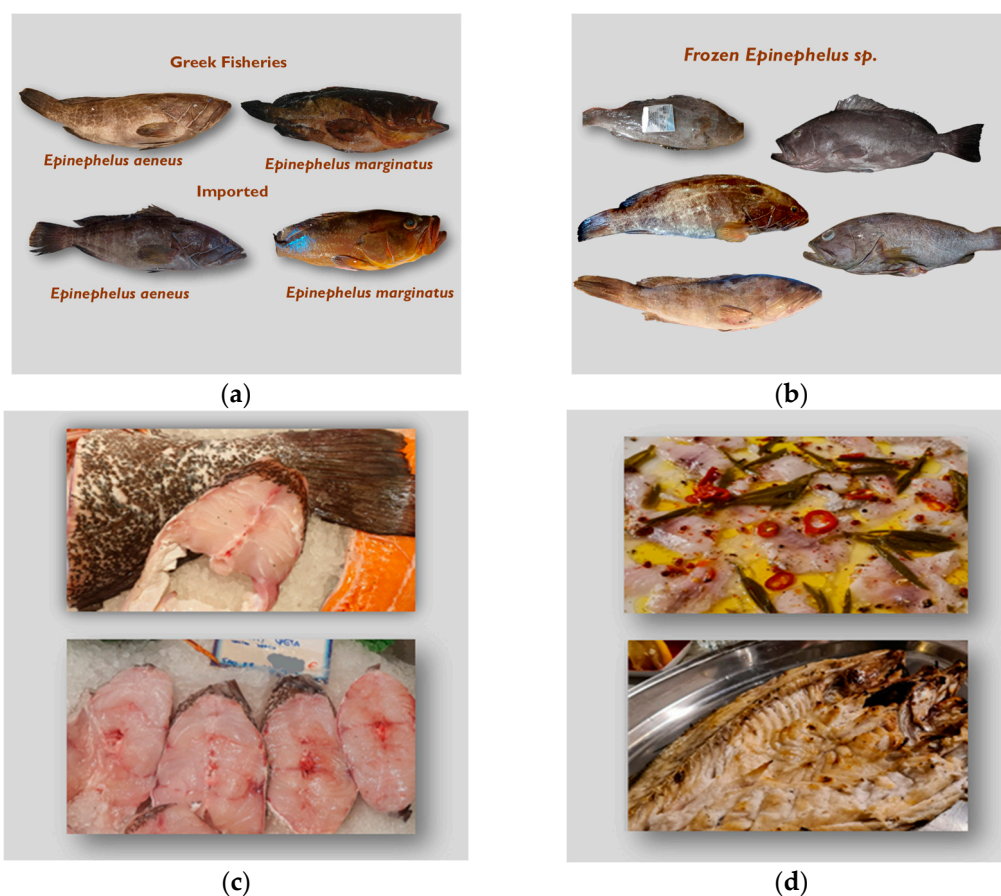 Greek Fisheries
Epinephelus aeneus
Epinephelus marginatus
Imported
Epinephelus aeneus
Epinephelus marginatus
(a)
Frozen Epinephelus sp.
(b)
(c)
(d)